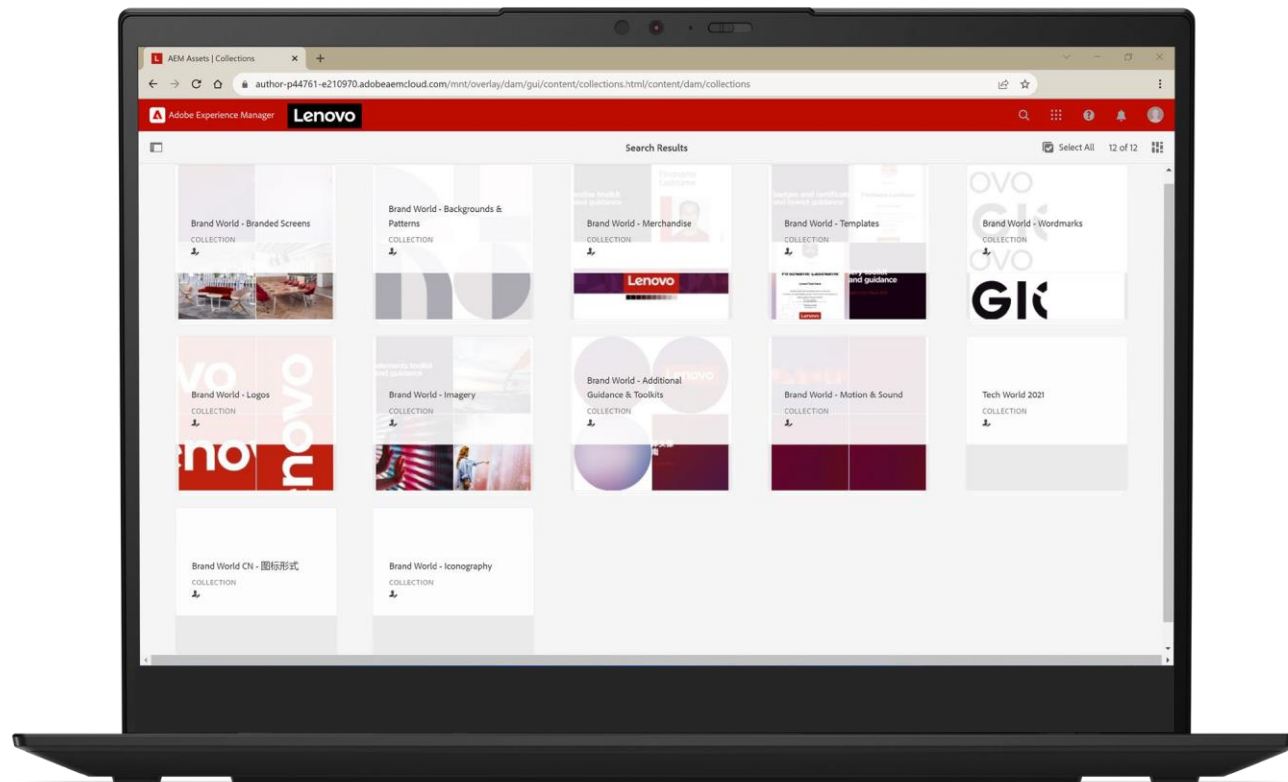 AEM Assets | Collections
author-p44761-e210970.adobeaemcloud.com/mnt/overlay/dam/gui/content/collections.html/content/dam/collections
Adobe Experience Manager Lenovo
Search Results
Select All 12 of 12
Brand World - Branded Screens
COLLECTION
Brand World - Backgrounds &
Patterns
COLLECTION
Brand World - Merchandise
COLLECTION
Lenovo
Brand World - Templates
COLLECTION
and guidance
Brand World - Wordmarks
COLLECTION
OVO
GK
OVO
GK
Brand World - Logos
COLLECTION
Brand World - Imagery
COLLECTION
Brand World - Additional
Guidance & Toolkits
COLLECTION
Brand World - Motion & Sound
COLLECTION
Tech World 2021
COLLECTION
Brand World CN - 图标形式
COLLECTION
Brand World - Iconography
COLLECTION